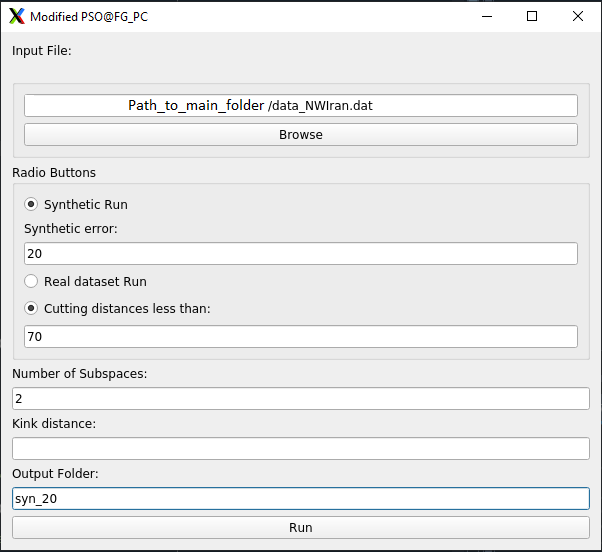 Modified PSO@FG_PC
Input File:
Path_to_main_folder /data_NWIran.dat
Browse
Radio Buttons
Synthetic Run
Synthetic error:
20
Real dataset Run
Cutting distances less than:
70
Number of Subspaces:
2
Kink distance:
Output Folder:
syn_20
Run